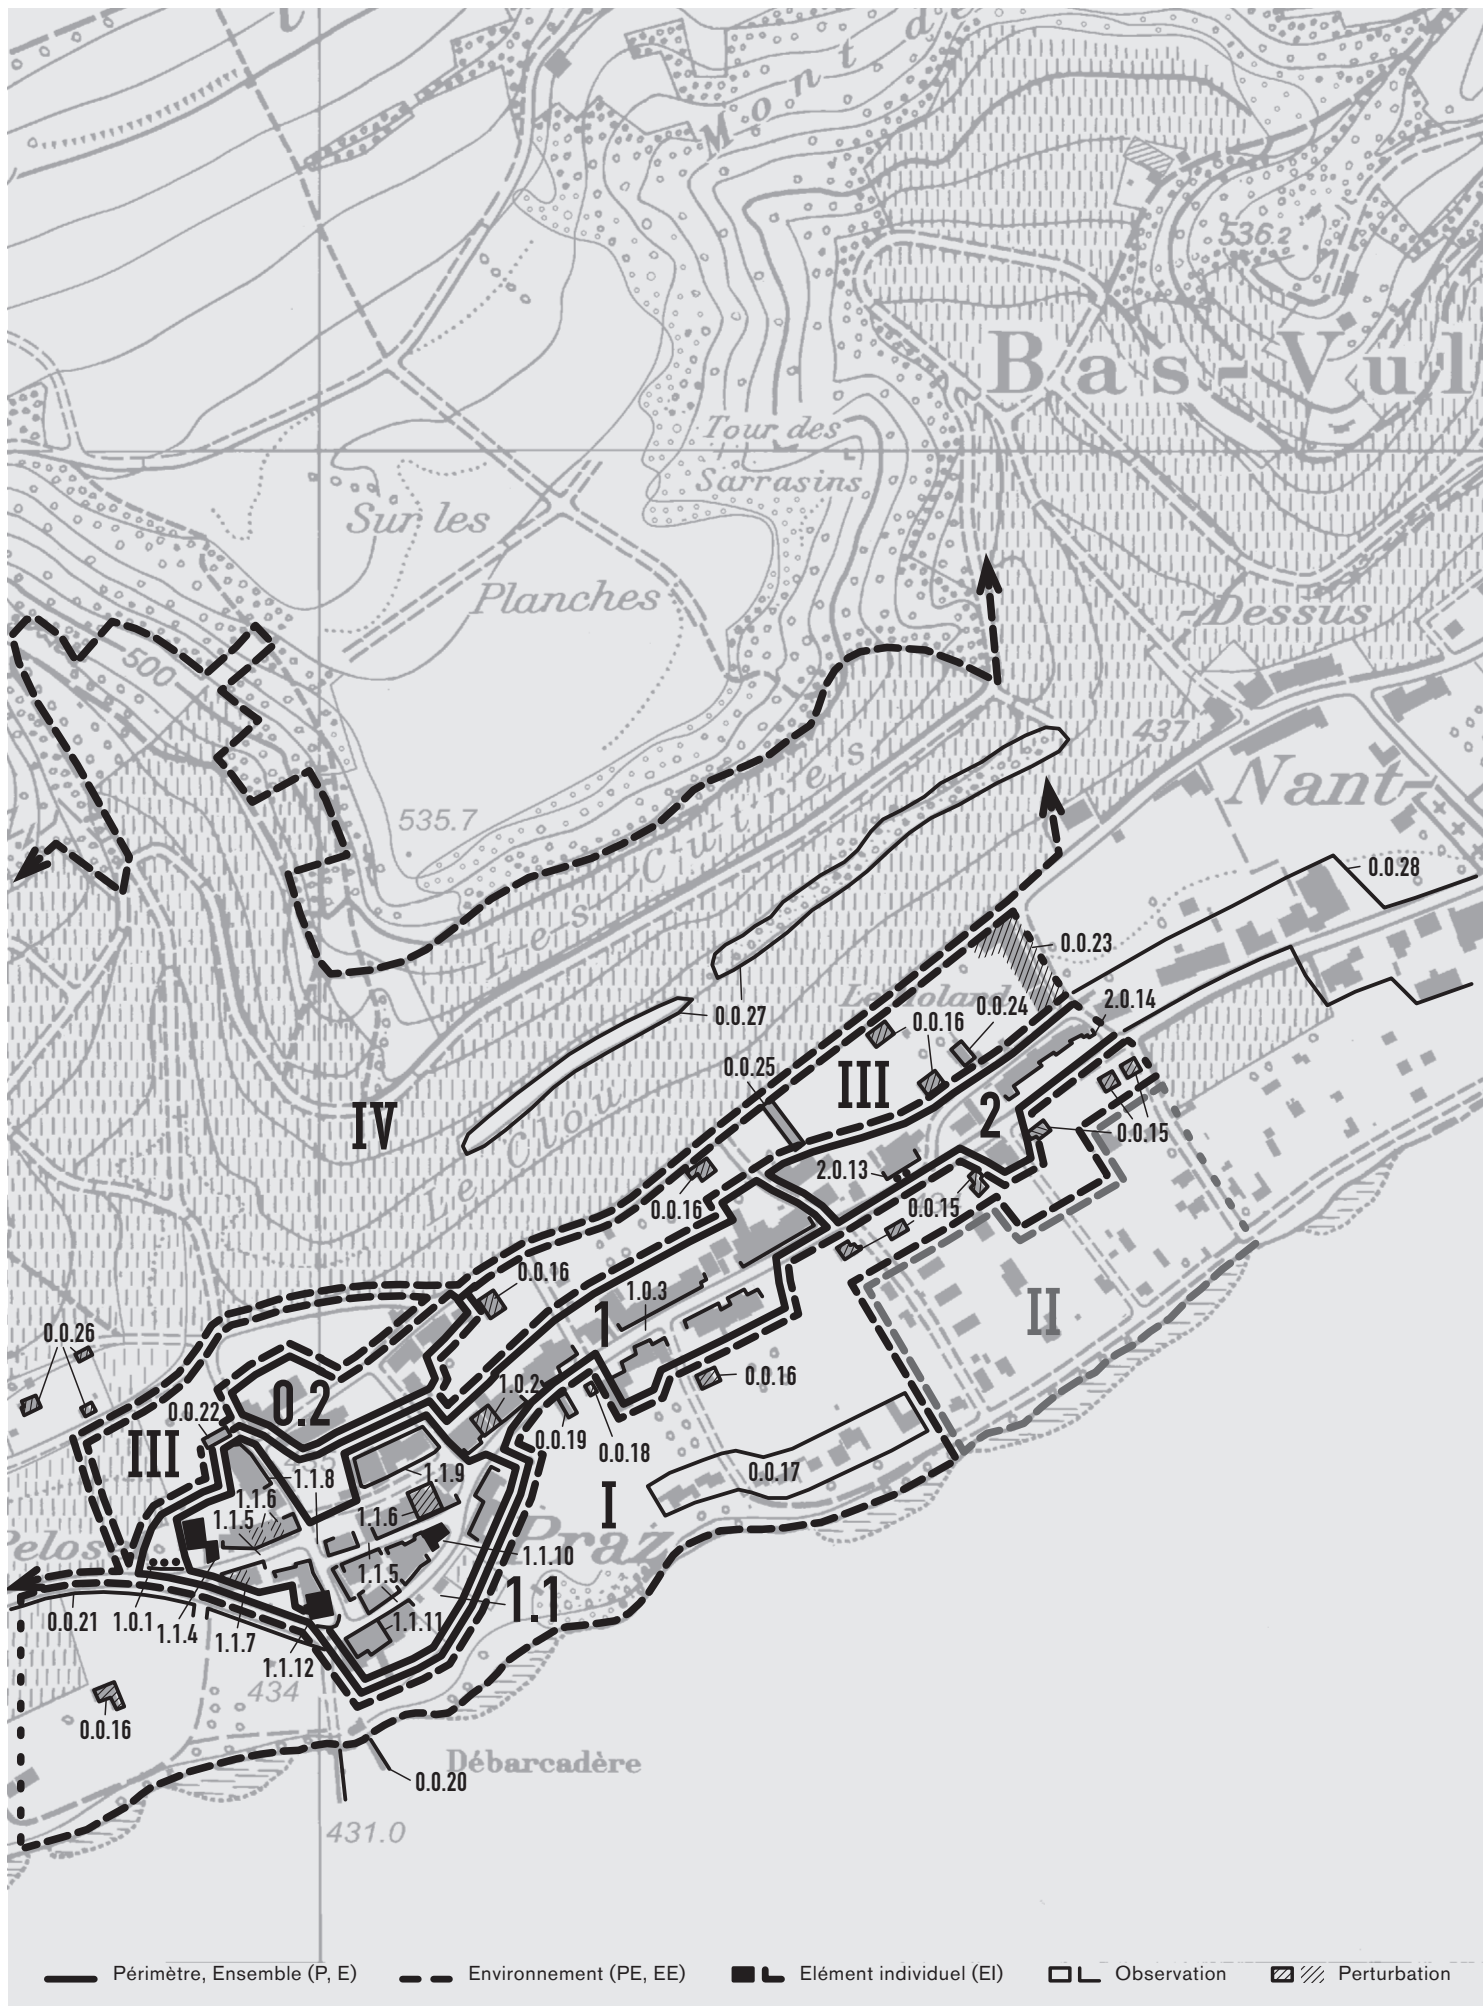 Mont de
536.2
Bas-Vul
Tour des
Sarrasins
Sur les
Planches
-Dessus
500
437
Nant-
535.7
Les Cutres
0.0.28
0.0.23
0.0.27
0.0.24
2.0.14
0.0.16
0.0.25
III
IV
2
Le Clou
0.0.15
2.0.13
0.0.16
0.0.15
0.0.16
1.0.3
II
1
0.0.26
0.2
1.0.2
0.0.16
0.0.22
III
0.0.19
0.0.18
1.1.8
1.1.9
0.0.17
1.1.6
1.1.6
I
1.1.5
Pelos
Praz
1.1.10
1.1.5
1.1
0.0.21
1.0.1
1.1.4
1.1.7
1.1.11
1.1.12
434
0.0.16
Débarcadère
0.0.20
431.0
Périmètre, Ensemble (P, E)
Environnement (PE, EE)
Elément individuel (EI)
Observation
Perturbation